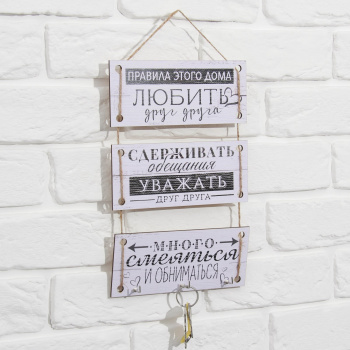 ПРАВИЛА ЭТОГО ДОМА
ЛЮБИТЬ
друг друга
СДЕРЖИВАТЬ
обещания
УВАЖАТЬ
ДРУГ ДРУГА
МНОГО
смеяться
И ОБНИМАТЬСЯ